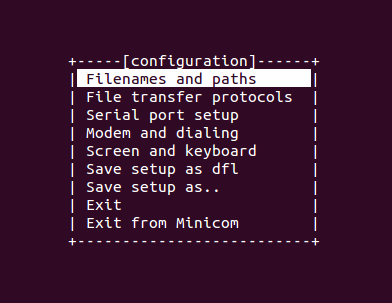 +-----[configuration]------+
| Filenames and paths      |
| File transfer protocols  |
| Serial port setup        |
| Modem and dialing        |
| Screen and keyboard      |
| Save setup as dfl        |
| Save setup as..          |
| Exit                     |
| Exit from Minicom        |
+--------------------------+